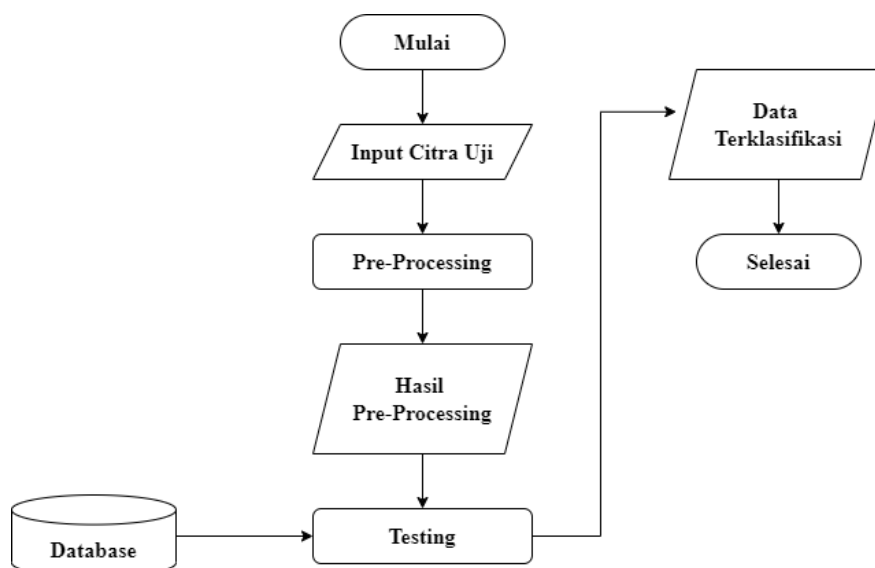 Mulai
Input Citra Uji
Pre-Processing
Hasil
Pre-Processing
Database
Testing
Data
Terklasifikasi
Selesai